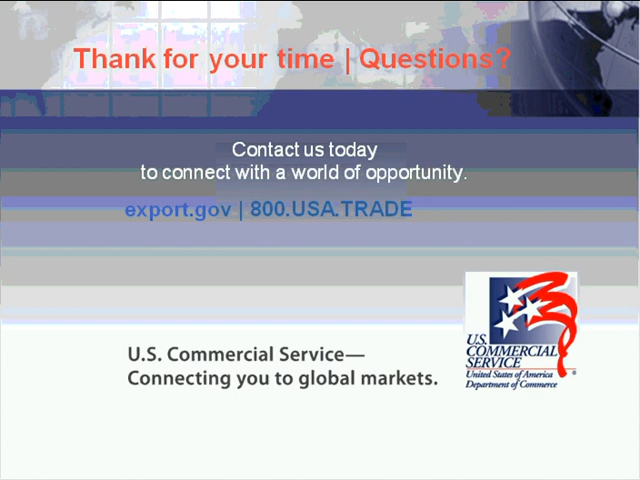 Thank for your time | Questions?
Contact us today
to connect with a world of opportunity.
export.gov | 800.USA.TRADE
U.S. Commercial Service—
Connecting you to global markets.
U.S.
COMMERCIAL
SERVICE
United States of America
Department of Commerce